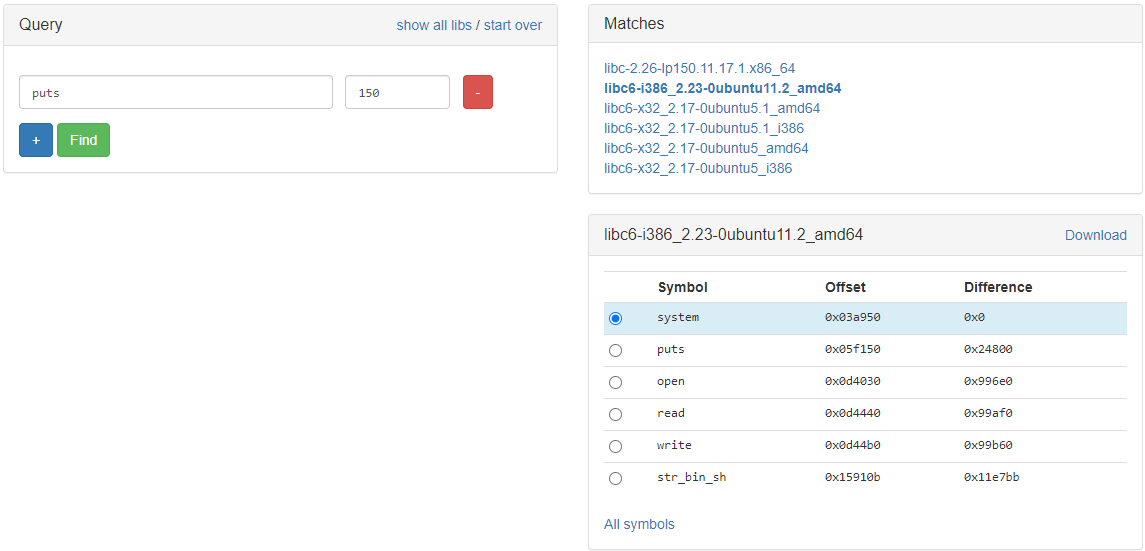 Query show all libs / start over
puts 150 -
+ Find
Matches
libc-2.26-lp150.11.17.1.x86_64
libc6-i386_2.23-0ubuntu11.2_amd64
libc6-x32_2.17-0ubuntu5.1_amd64
libc6-x32_2.17-0ubuntu5.1_i386
libc6-x32_2.17-0ubuntu5_amd64
libc6-x32_2.17-0ubuntu5_i386
libc6-i386_2.23-0ubuntu11.2_amd64 Download
Symbol Offset Difference
system 0x03a950 0x0
puts 0x05f150 0x24800
open 0x0d4030 0x996e0
read 0x0d4440 0x99af0
write 0x0d44b0 0x99b60
str_bin_sh 0x15910b 0x11e7bb
All symbols